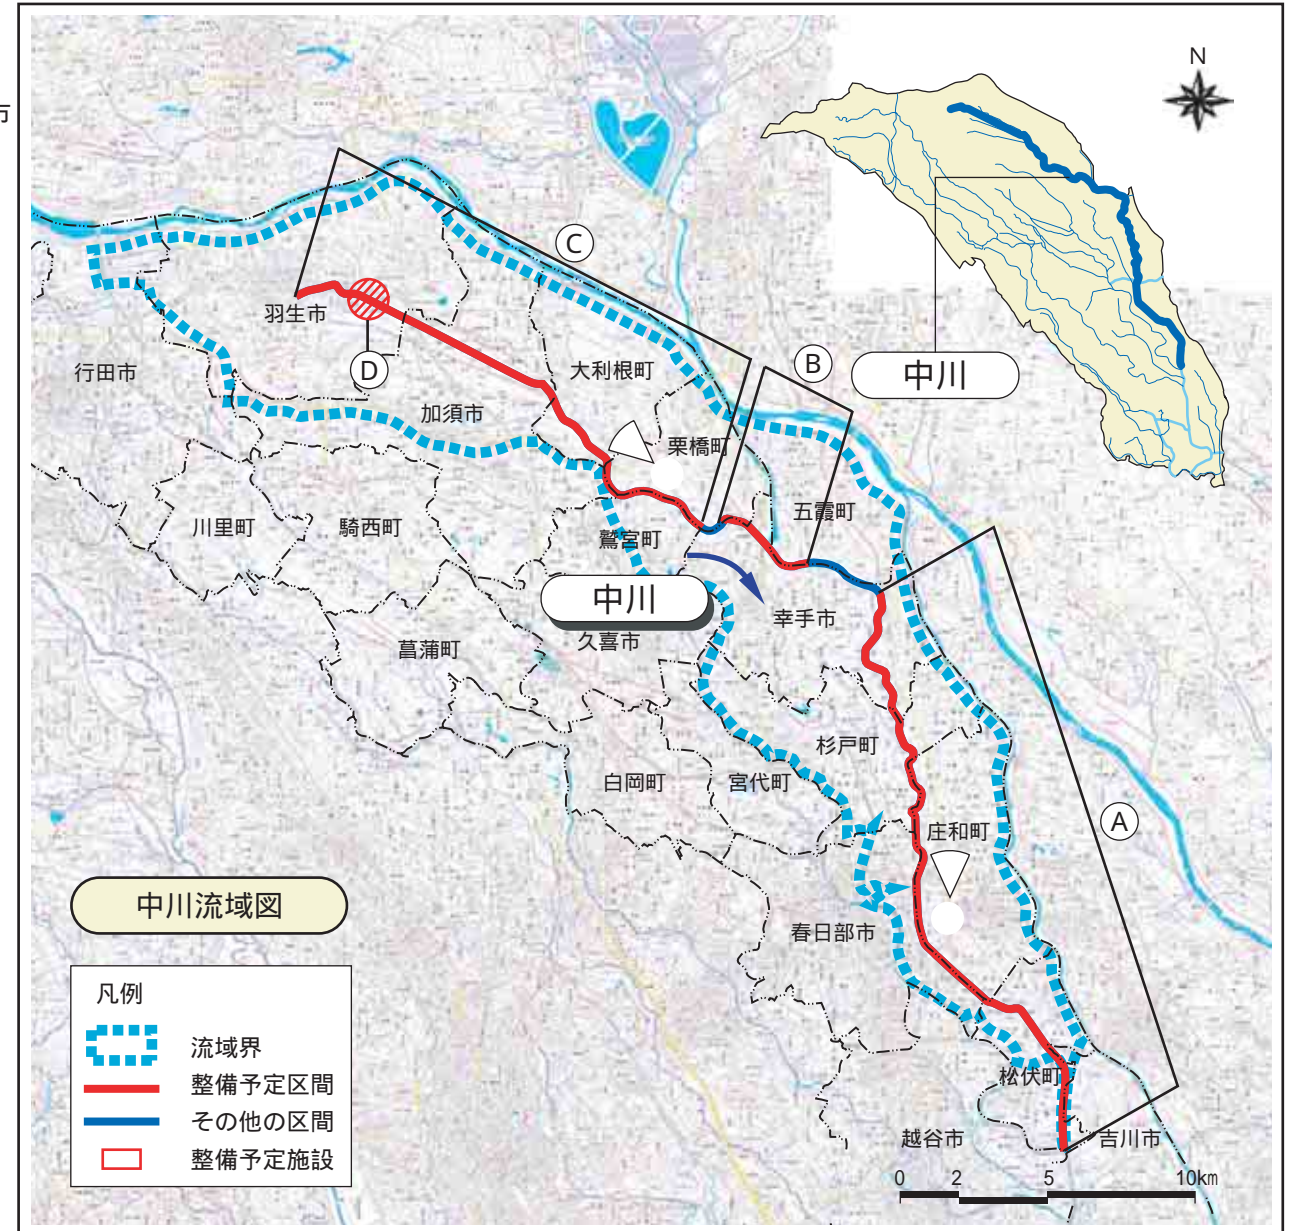 市
N
C
B
中川
羽生市
D
大利根町
行田市
加須市
栗橋町
五霞町
川里町
騎西町
鷲宮町
中川
幸手市
久喜市
菖蒲町
杉戸町
白岡町
宮代町
庄和町
A
中川流域図
春日部市
凡例
流域界
整備予定区間
その他の区間
整備予定施設
松伏町
越谷市
吉川市
0 2 5 10km